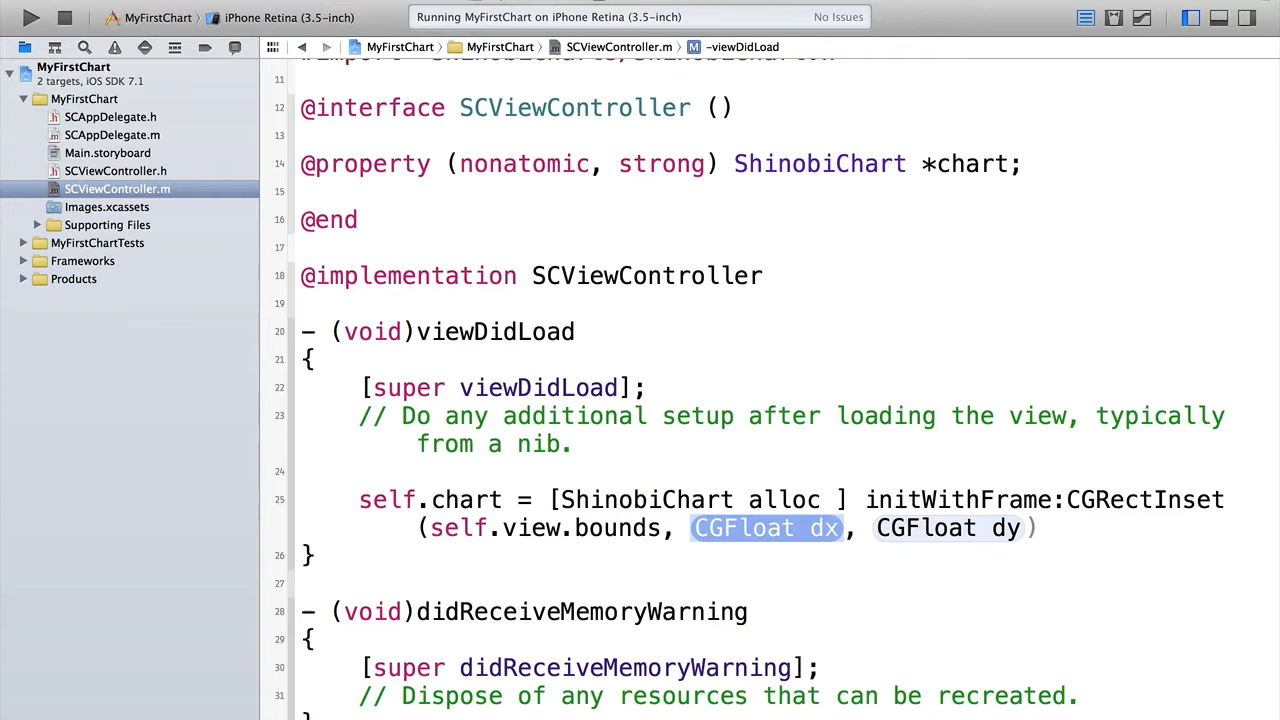 MyFirstChart
iPhone Retina (3.5-inch)
Running MyFirstChart on iPhone Retina (3.5-inch)
No Issues
MyFirstChart
MyFirstChart
SCViewController.m
M -viewDidLoad
MyFirstChart
2 targets, iOS SDK 7.1
MyFirstChart
SCAppDelegate.h
SCAppDelegate.m
Main.storyboard
SCViewController.h
SCViewController.m
Images.xcassets
Supporting Files
MyFirstChartTests
Frameworks
Products
11
12 @interface SCViewController ()
13
14 @property (nonatomic, strong) ShinobiChart *chart;
15
16 @end
17
18 @implementation SCViewController
19
20 - (void)viewDidLoad
21 {
22 [super viewDidLoad];
23 // Do any additional setup after loading the view, typically
from a nib.
24
25 self.chart = [ShinobiChart alloc ] initWithFrame:CGRectInset
(self.view.bounds, CGFloat dx, CGFloat dy)
26 }
27
28 - (void)didReceiveMemoryWarning
29 {
30 [super didReceiveMemoryWarning];
31 // Dispose of any resources that can be recreated.